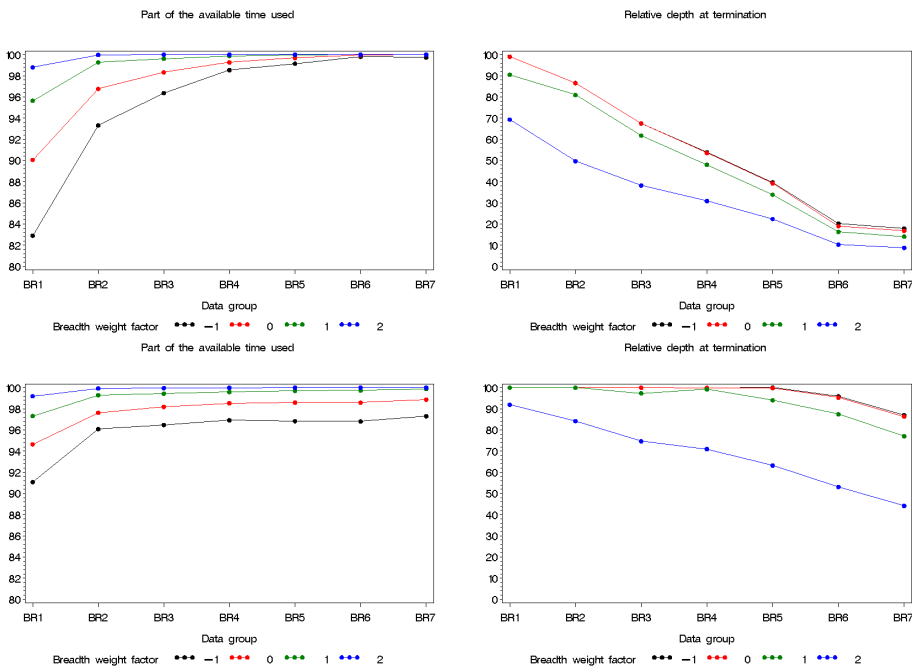 Part of the available time used
100
98
96
94
92
90
88
86
84
82
80
BR1 BR2 BR3 BR4 BR5 BR6 BR7
Data group
Breadth weight factor −1 0 1 2
Relative depth at termination
100
90
80
70
60
50
40
30
20
10
0
BR1 BR2 BR3 BR4 BR5 BR6 BR7
Data group
Breadth weight factor −1 0 1 2
Part of the available time used
100
98
96
94
92
90
88
86
84
82
80
BR1 BR2 BR3 BR4 BR5 BR6 BR7
Data group
Breadth weight factor −1 0 1 2
Relative depth at termination
100
90
80
70
60
50
40
30
20
10
0
BR1 BR2 BR3 BR4 BR5 BR6 BR7
Data group
Breadth weight factor −1 0 1 2